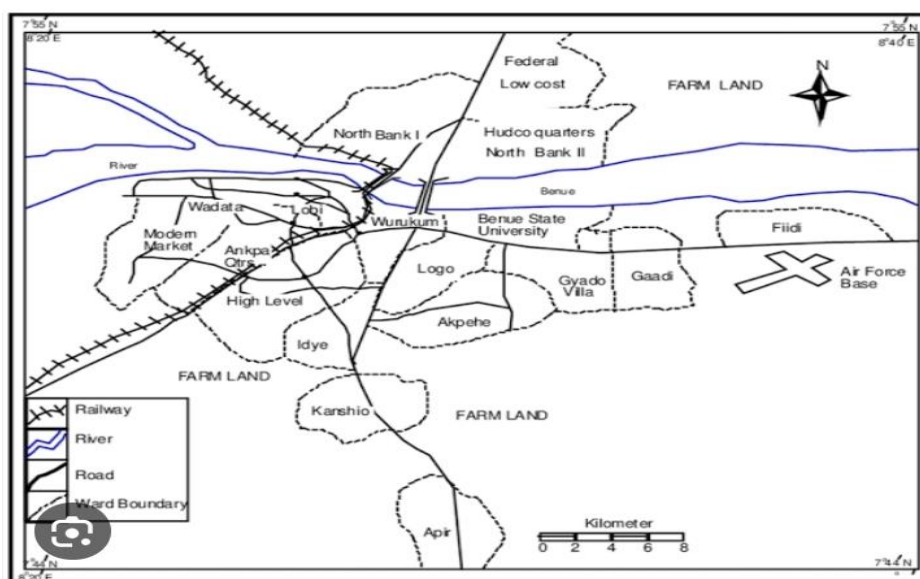 7°55 N
7°55 N
8°20 E
8°40 E
N
Federal
Low cost
FARM LAND
North Bank I
Hudco quarters
North Bank II
River
Benue
Wadata
Lobi
Wurukum
Benue State
University
Fiidi
Modern
Market
Ankpa
Qtrs
Logo
Gyado
Villa
Gaadi
Air Force
Base
High Level
Akpehe
Idye
FARM LAND
Kanshio
FARM LAND
Railway
River
Road
Ward Boundary
Apir
Kilometer
0 2 4 6 8
7°44 N
7°44 N
8°20 E